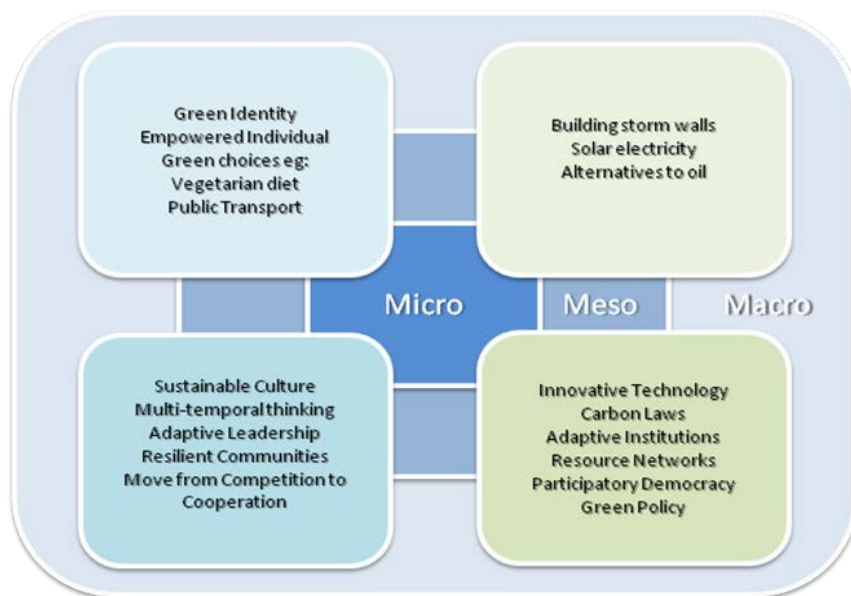 Green Identity
Empowered Individual
Green choices eg:
Vegetarian diet
Public Transport
Building storm walls
Solar electricity
Alternatives to oil
Micro
Meso
Macro
Sustainable Culture
Multi-temporal thinking
Adaptive Leadership
Resilient Communities
Move from Competition to
Cooperation
Innovative Technology
Carbon Laws
Adaptive Institutions
Resource Networks
Participatory Democracy
Green Policy